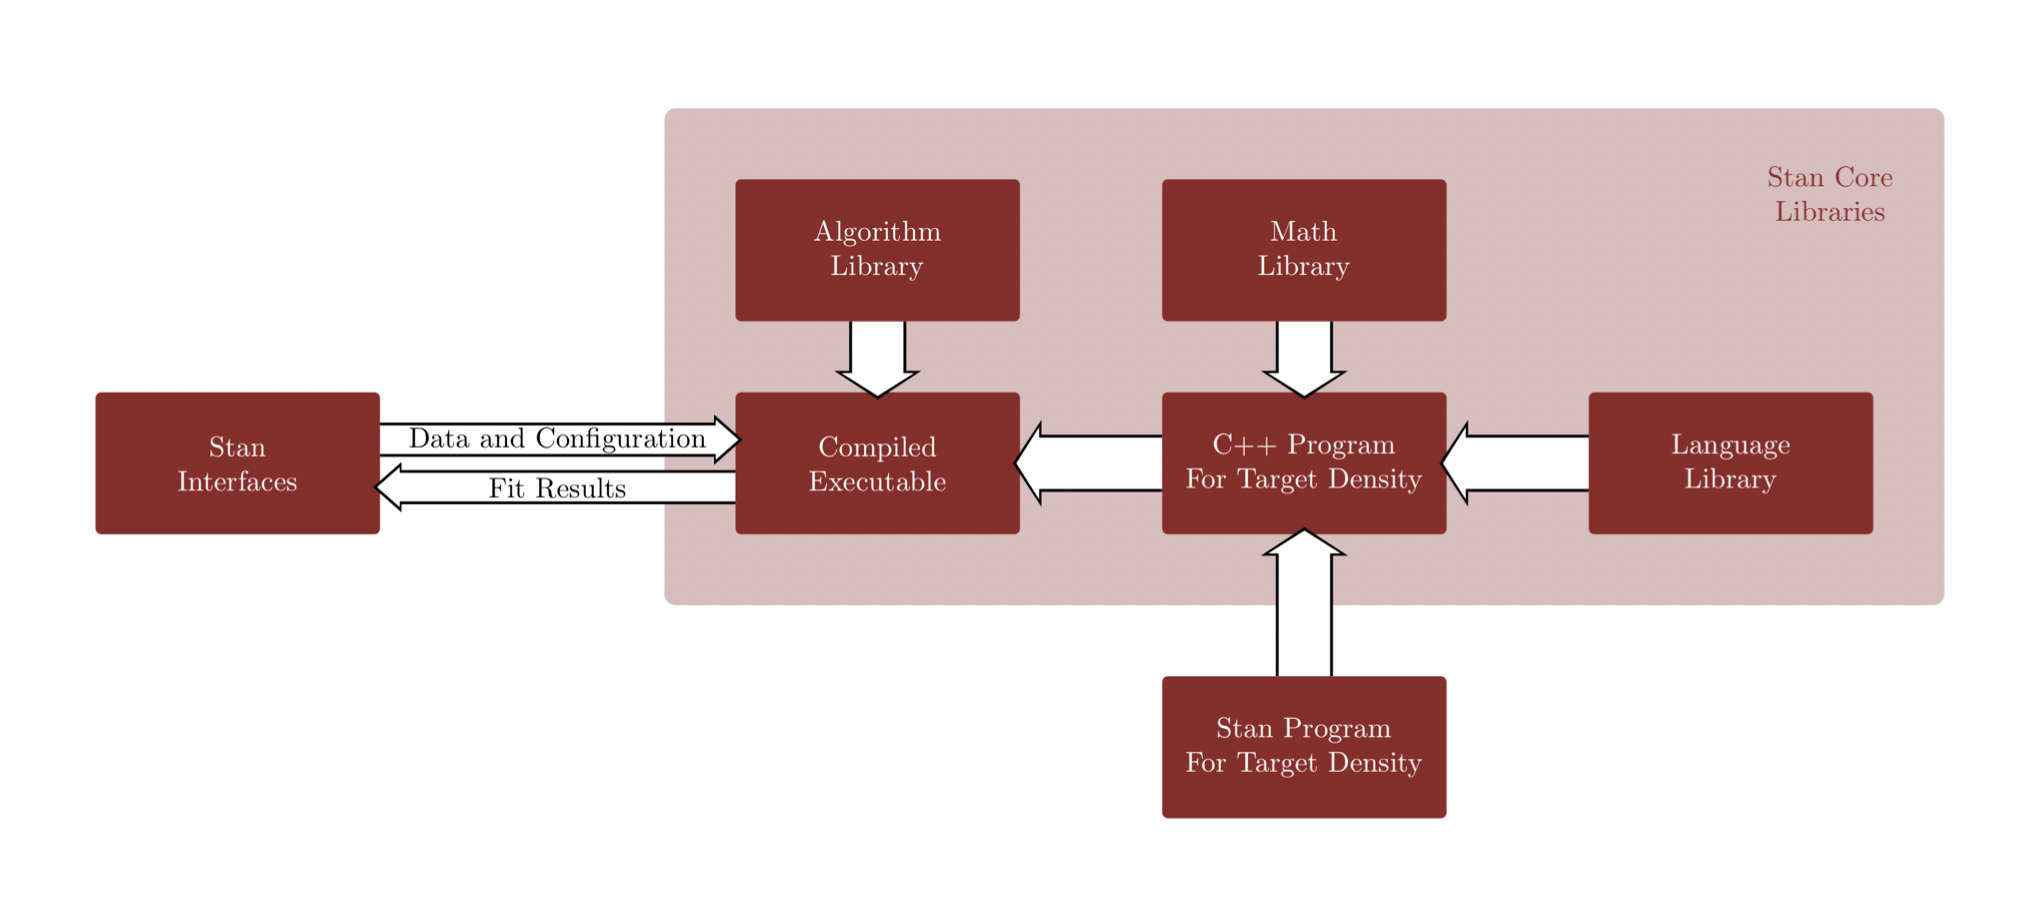 Stan Core
Libraries
Algorithm
Library
Math
Library
Stan
Interfaces
Data and Configuration
Fit Results
Compiled
Executable
C++ Program
For Target Density
Language
Library
Stan Program
For Target Density